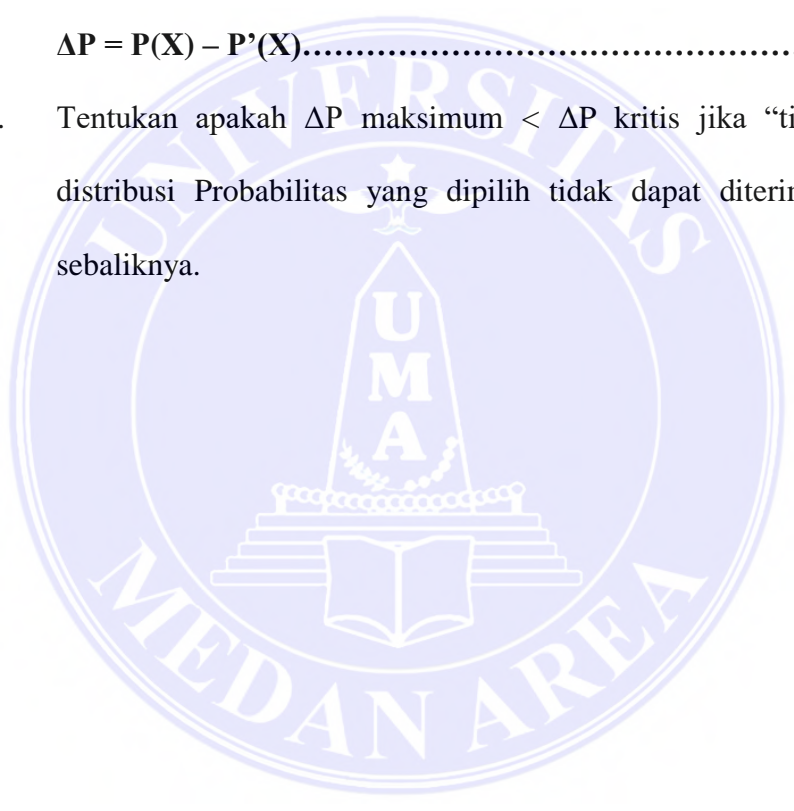 ΔP = P(X) – P’(X)…………………………………………
. Tentukan apakah ΔP maksimum < ΔP kritis jika “ti
distribusi Probabilitas yang dipilih tidak dapat diterin
sebaliknya.
UNIVERSITAS
U
M
A
MEDAN AREA